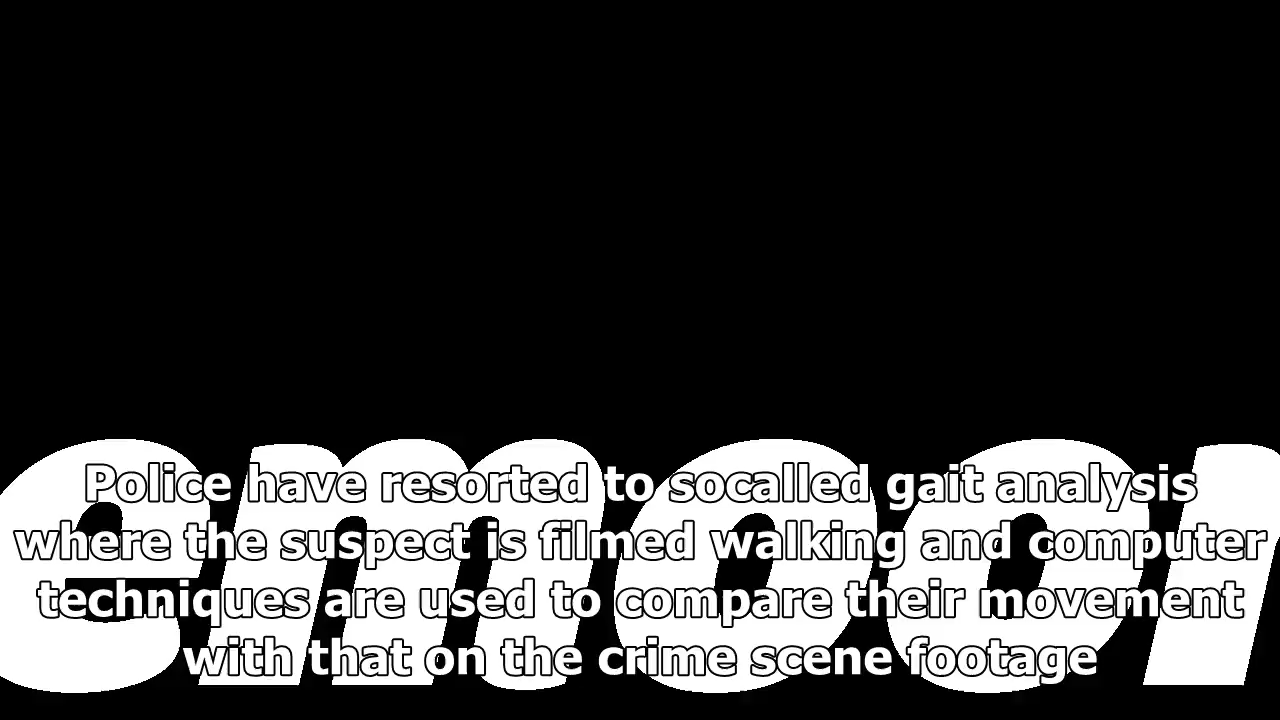 Police have resorted to socalled gait analysis
where the suspect is filmed walking and computer
techniques are used to compare their movement
with that on the crime scene footage